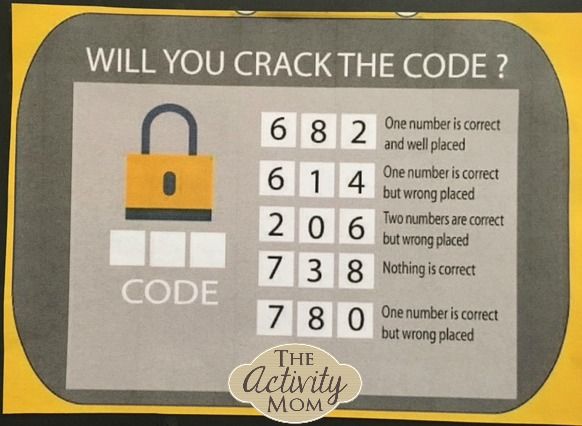 WILL YOU CRACK THE CODE ?
6 8 2 One number is correct
and well placed
6 1 4 One number is correct
but wrong placed
2 0 6 Two numbers are correct
but wrong placed
7 3 8 Nothing is correct
7 8 0 One number is correct
but wrong placed
CODE
THE
Activity
MOM